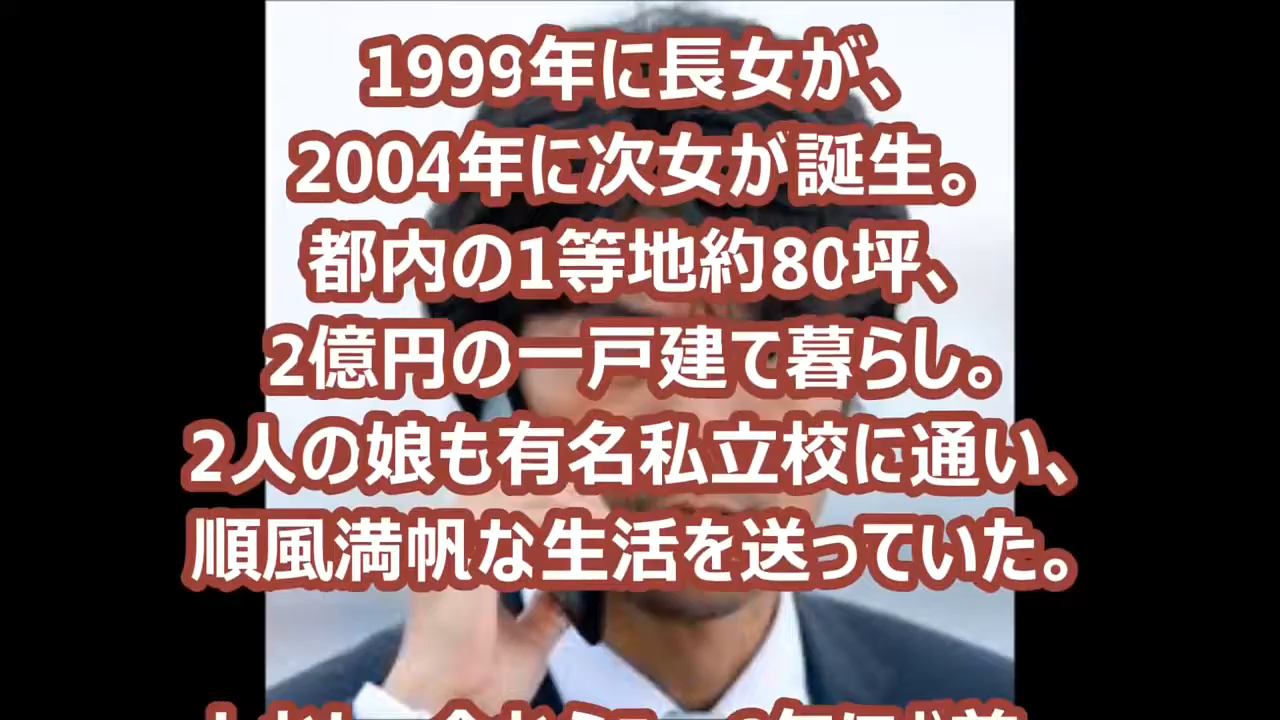 1999年に長女が、
2004年に次女が誕生。
都内の1等地約80坪、
2億円の一戸建て暮らし。
2人の娘も有名私立校に通い、
順風満帆な生活を送っていた。